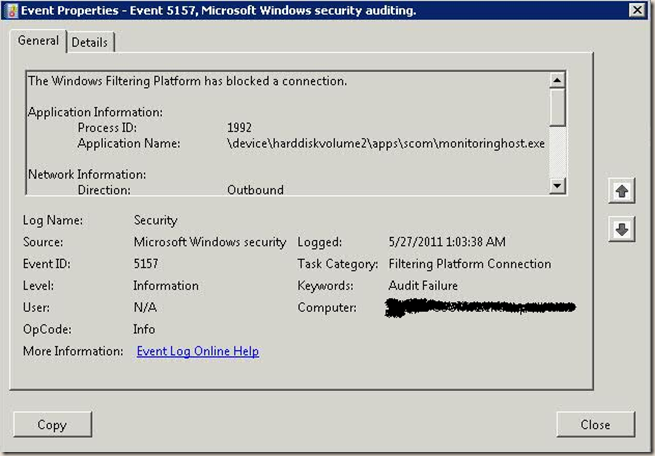 Event Properties - Event 5157, Microsoft Windows security auditing.
General
Details
The Windows Filtering Platform has blocked a connection.
Application Information:
Process ID: 1992
Application Name: \device\harddiskvolume2\apps\scom\monitoringhost.exe
Network Information:
Direction: Outbound
Log Name: Security
Source: Microsoft Windows security Logged: 5/27/2011 1:03:38 AM
Event ID: 5157 Task Category: Filtering Platform Connection
Level: Information Keywords: Audit Failure
User: N/A Computer:
OpCode: Info
More Information: Event Log Online Help
Copy
Close